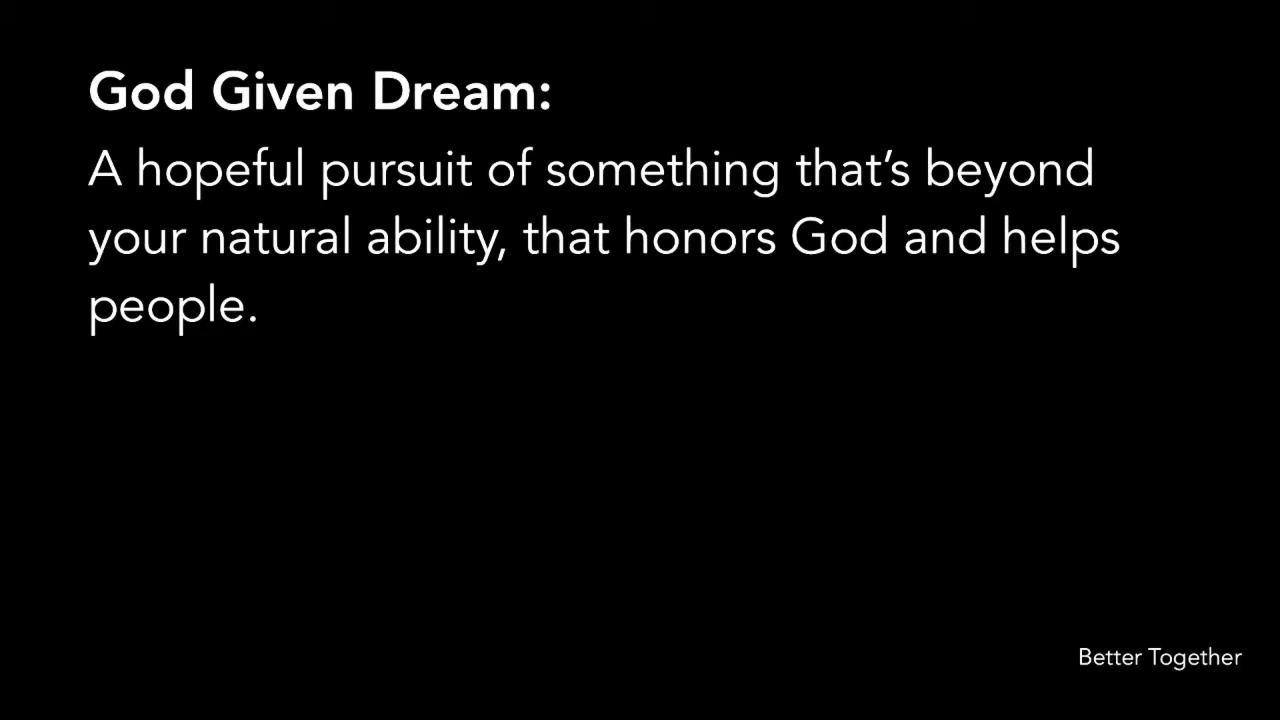 God Given Dream:
A hopeful pursuit of something that’s beyond
your natural ability, that honors God and helps
people.
Better Together